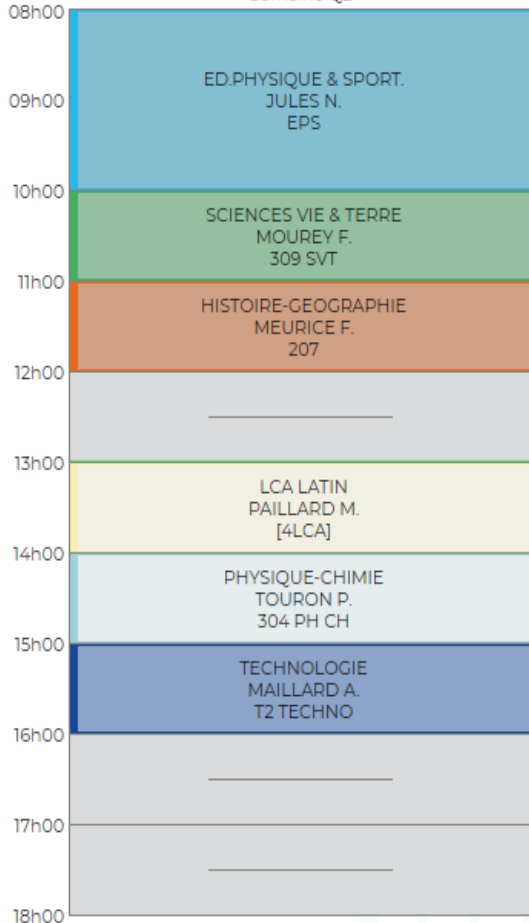 08h00
ED.PHYSIQUE & SPORT.
JULES N.
EPS
09h00
10h00
SCIENCES VIE & TERRE
MOUREY F.
309 SVT
11h00
HISTOIRE-GEOGRAPHIE
MEURICE F.
207
12h00
13h00
LCA LATIN
PAILLARD M.
[4LCA]
14h00
PHYSIQUE-CHIMIE
TOURON P.
304 PH CH
15h00
TECHNOLOGIE
MAILLARD A.
T2 TECHNO
16h00
17h00
18h00